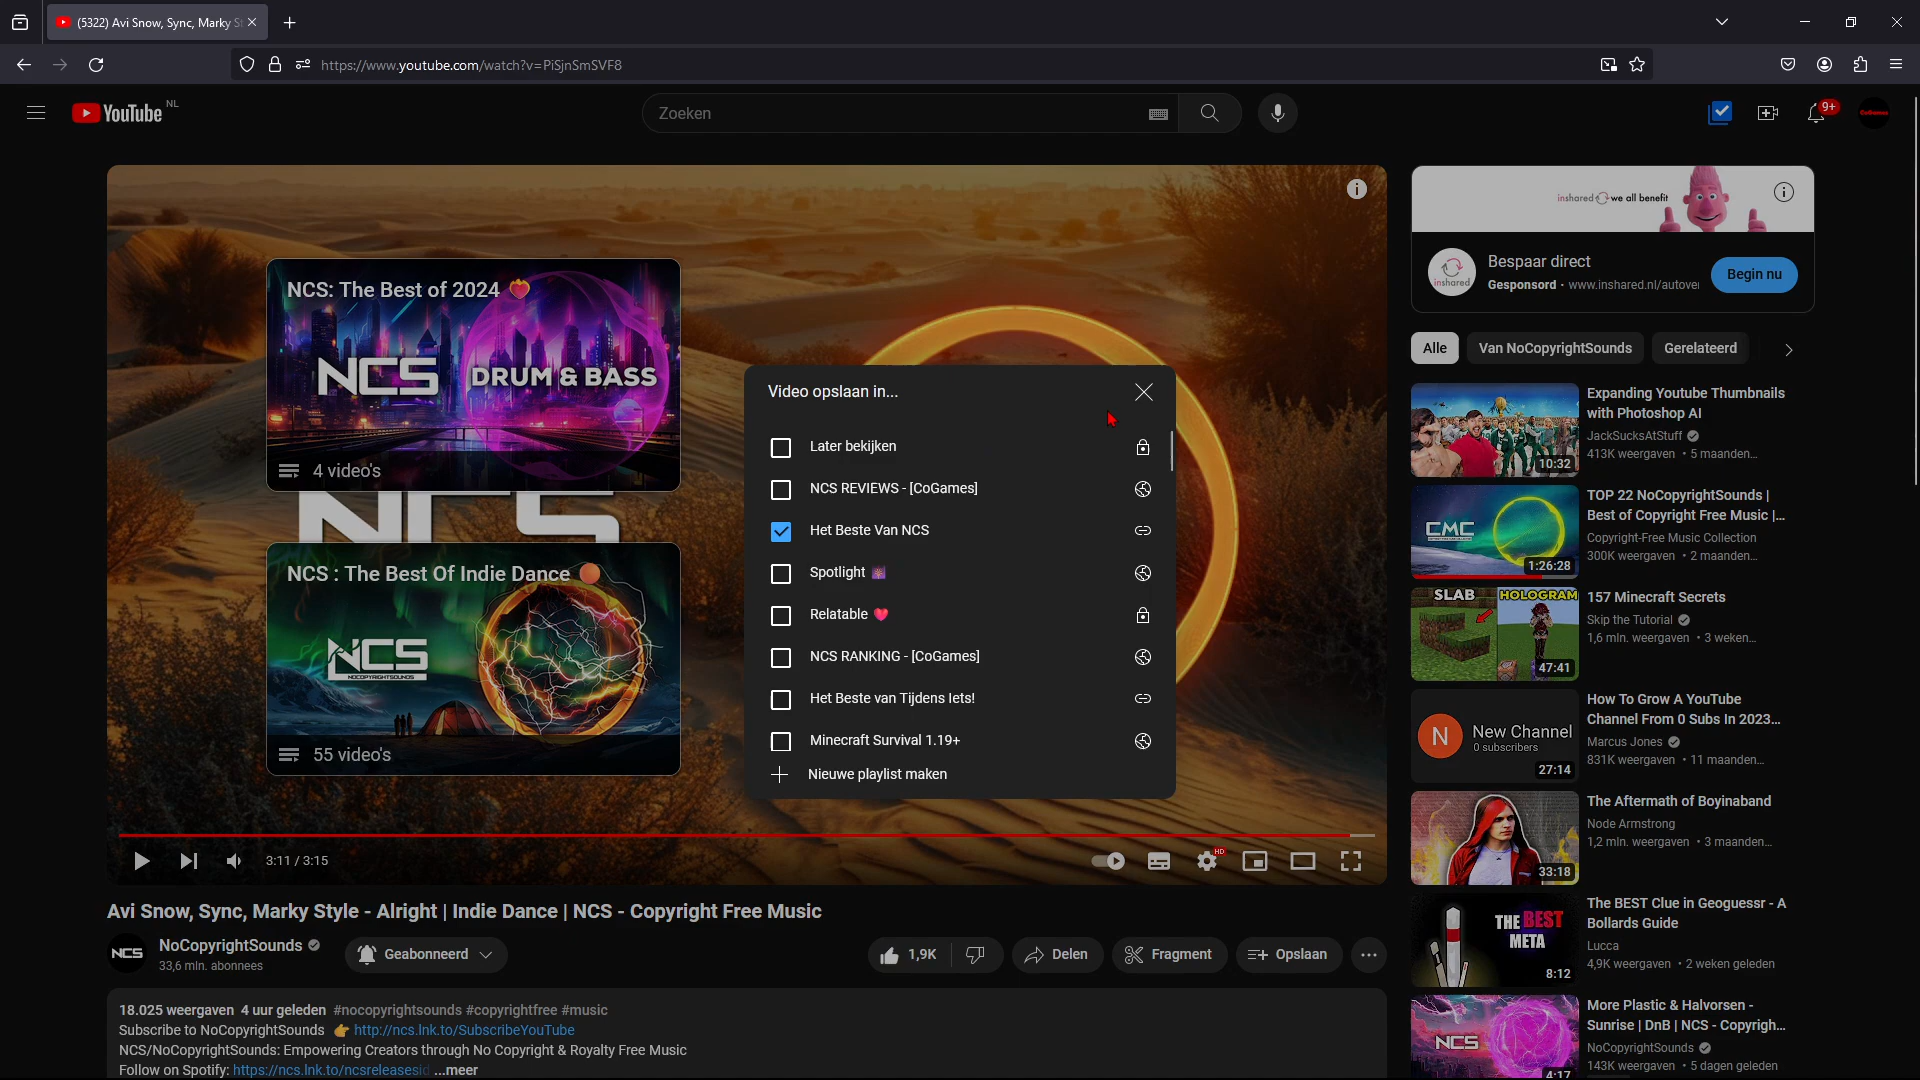 (5322) Avi Snow, Sync, Marky S
https://www.youtube.com/watch?v=PiSjnSmSVF8
YouTube NL
Zoeken
9+
NCS: The Best of 2024 ❤️‍🔥
NCS DRUM & BASS
4 video's
NCS : The Best Of Indie Dance 🟠
NCS
NOCOPYRIGHTSOUNDS
55 video's
Video opslaan in...
Later bekijken
NCS REVIEWS - [CoGames]
Het Beste Van NCS
Spotlight 🎆
Relatable 💗
NCS RANKING - [CoGames]
Het Beste van Tijdens Iets!
Minecraft Survival 1.19+
Nieuwe playlist maken
3:11 / 3:15
HD
Avi Snow, Sync, Marky Style - Alright | Indie Dance | NCS - Copyright Free Music
NCS
NoCopyrightSounds
33,6 mln. abonnees
Geabonneerd
1,9K
Delen
Fragment
Opslaan
18.025 weergaven 4 uur geleden #nocopyrightsounds #copyrightfree #music
Subscribe to NoCopyrightSounds 👉 http://ncs.lnk.to/SubscribeYouTube
NCS/NoCopyrightSounds: Empowering Creators through No Copyright & Royalty Free Music
Follow on Spotify: https://ncs.lnk.to/ncsreleasesid ...meer
inshared we all benefit
inshared
Bespaar direct
Gesponsord · www.inshared.nl/autover
Begin nu
Alle
Van NoCopyrightSounds
Gerelateerd
10:32
Expanding Youtube Thumbnails
with Photoshop AI
JackSucksAtStuff
413K weergaven • 5 maanden...
CMC
1:26:28
TOP 22 NoCopyrightSounds |
Best of Copyright Free Music |...
Copyright-Free Music Collection
300K weergaven • 2 maanden...
SLAB HOLOGRAM
47:41
157 Minecraft Secrets
Skip the Tutorial
1,6 mln. weergaven • 3 weken...
N New Channel
0 subscribers
27:14
How To Grow A YouTube
Channel From 0 Subs In 2023...
Marcus Jones
831K weergaven • 11 maanden...
33:18
The Aftermath of Boyinaband
Node Armstrong
1,2 mln. weergaven • 3 maanden...
THE BEST
META
8:12
The BEST Clue in Geoguessr - A
Bollards Guide
Lucca
4,9K weergaven • 2 weken geleden
NCS
4:17
More Plastic & Halvorsen -
Sunrise | DnB | NCS - Copyrigh...
NoCopyrightSounds
143K weergaven • 5 dagen geleden